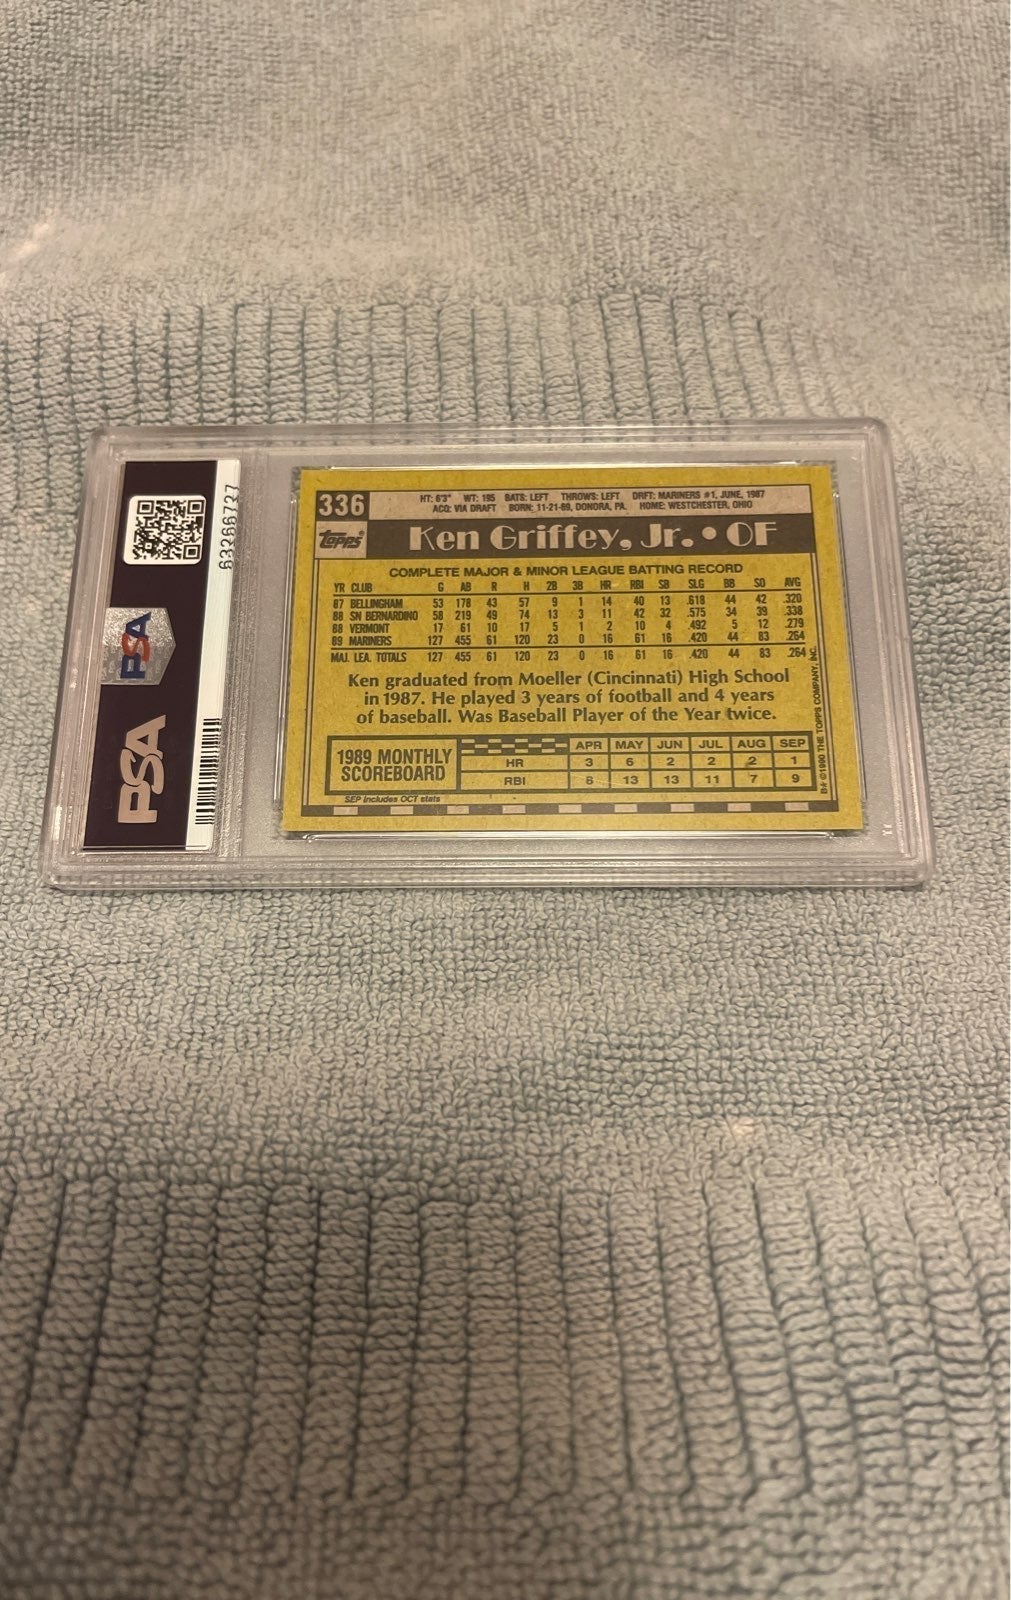 63266737
PSA
PSA
336
HT: 6'3" WT: 195 BATS: LEFT THROWS: LEFT DRFT: MARINERS #1, JUNE, 1987
ACQ: VIA DRAFT BORN: 11-21-69, DONORA, PA. HOME: WESTCHESTER, OHIO
Topps
Ken Griffey, Jr. • OF
COMPLETE MAJOR & MINOR LEAGUE BATTING RECORD
YR CLUB G AB R H 2B 3B HR RBI SB SLG BB SO AVG
87 BELLINGHAM 53 178 43 57 9 1 14 40 13 .618 44 42 .320
88 SN BERNARDINO 58 219 49 74 13 3 11 42 32 .575 34 39 .338
88 VERMONT 17 61 10 17 5 1 2 10 4 .492 5 12 .279
89 MARINERS 127 455 61 120 23 0 16 61 16 .420 44 83 .264
MAJ. LEA. TOTALS 127 455 61 120 23 0 16 61 16 .420 44 83 .264
Ken graduated from Moeller (Cincinnati) High School
in 1987. He played 3 years of football and 4 years
of baseball. Was Baseball Player of the Year twice.
1989 MONTHLY
SCOREBOARD
APR MAY JUN JUL AUG SEP
HR 3 6 2 2 2 1
RBI 8 13 13 11 7 9
SEP includes OCT stats
B* ©1990 THE TOPPS COMPANY, INC.